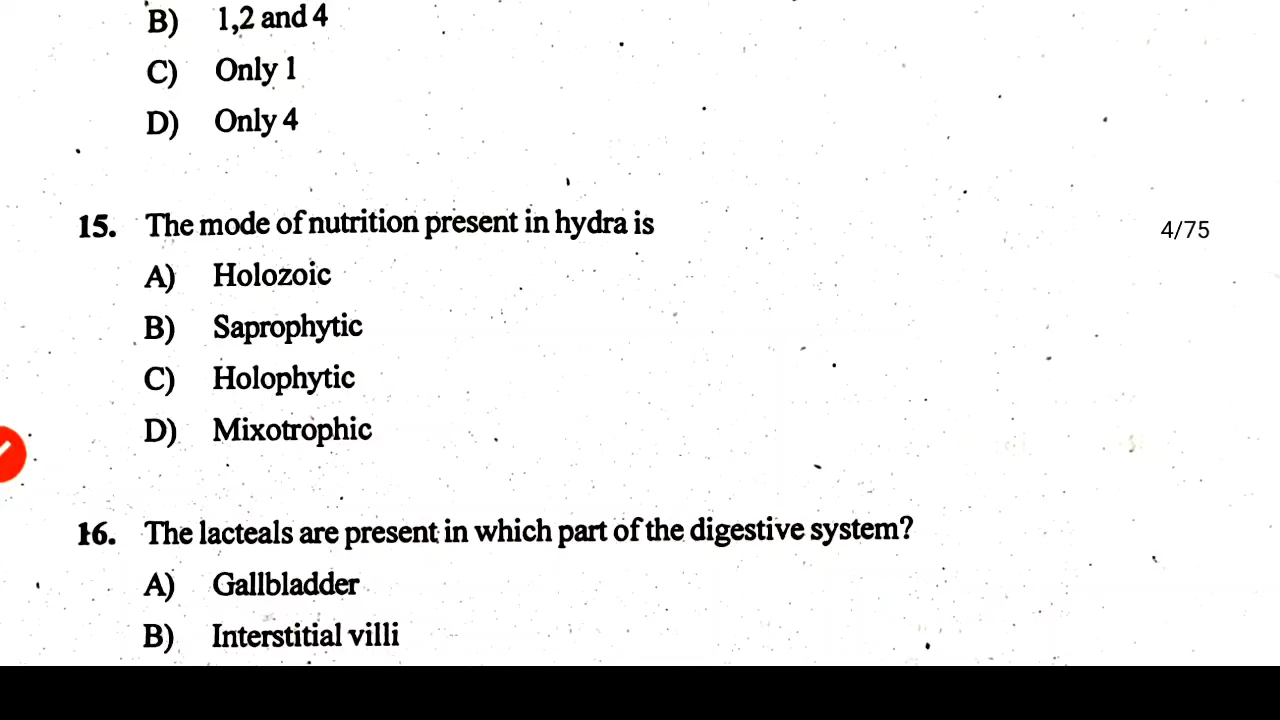 B) 1,2 and 4
C) Only 1
D) Only 4
15. The mode of nutrition present in hydra is
4/75
A) Holozoic
B) Saprophytic
C) Holophytic
D) Mixotrophic
16. The lacteals are present in which part of the digestive system?
A) Gallbladder
B) Interstitial villi